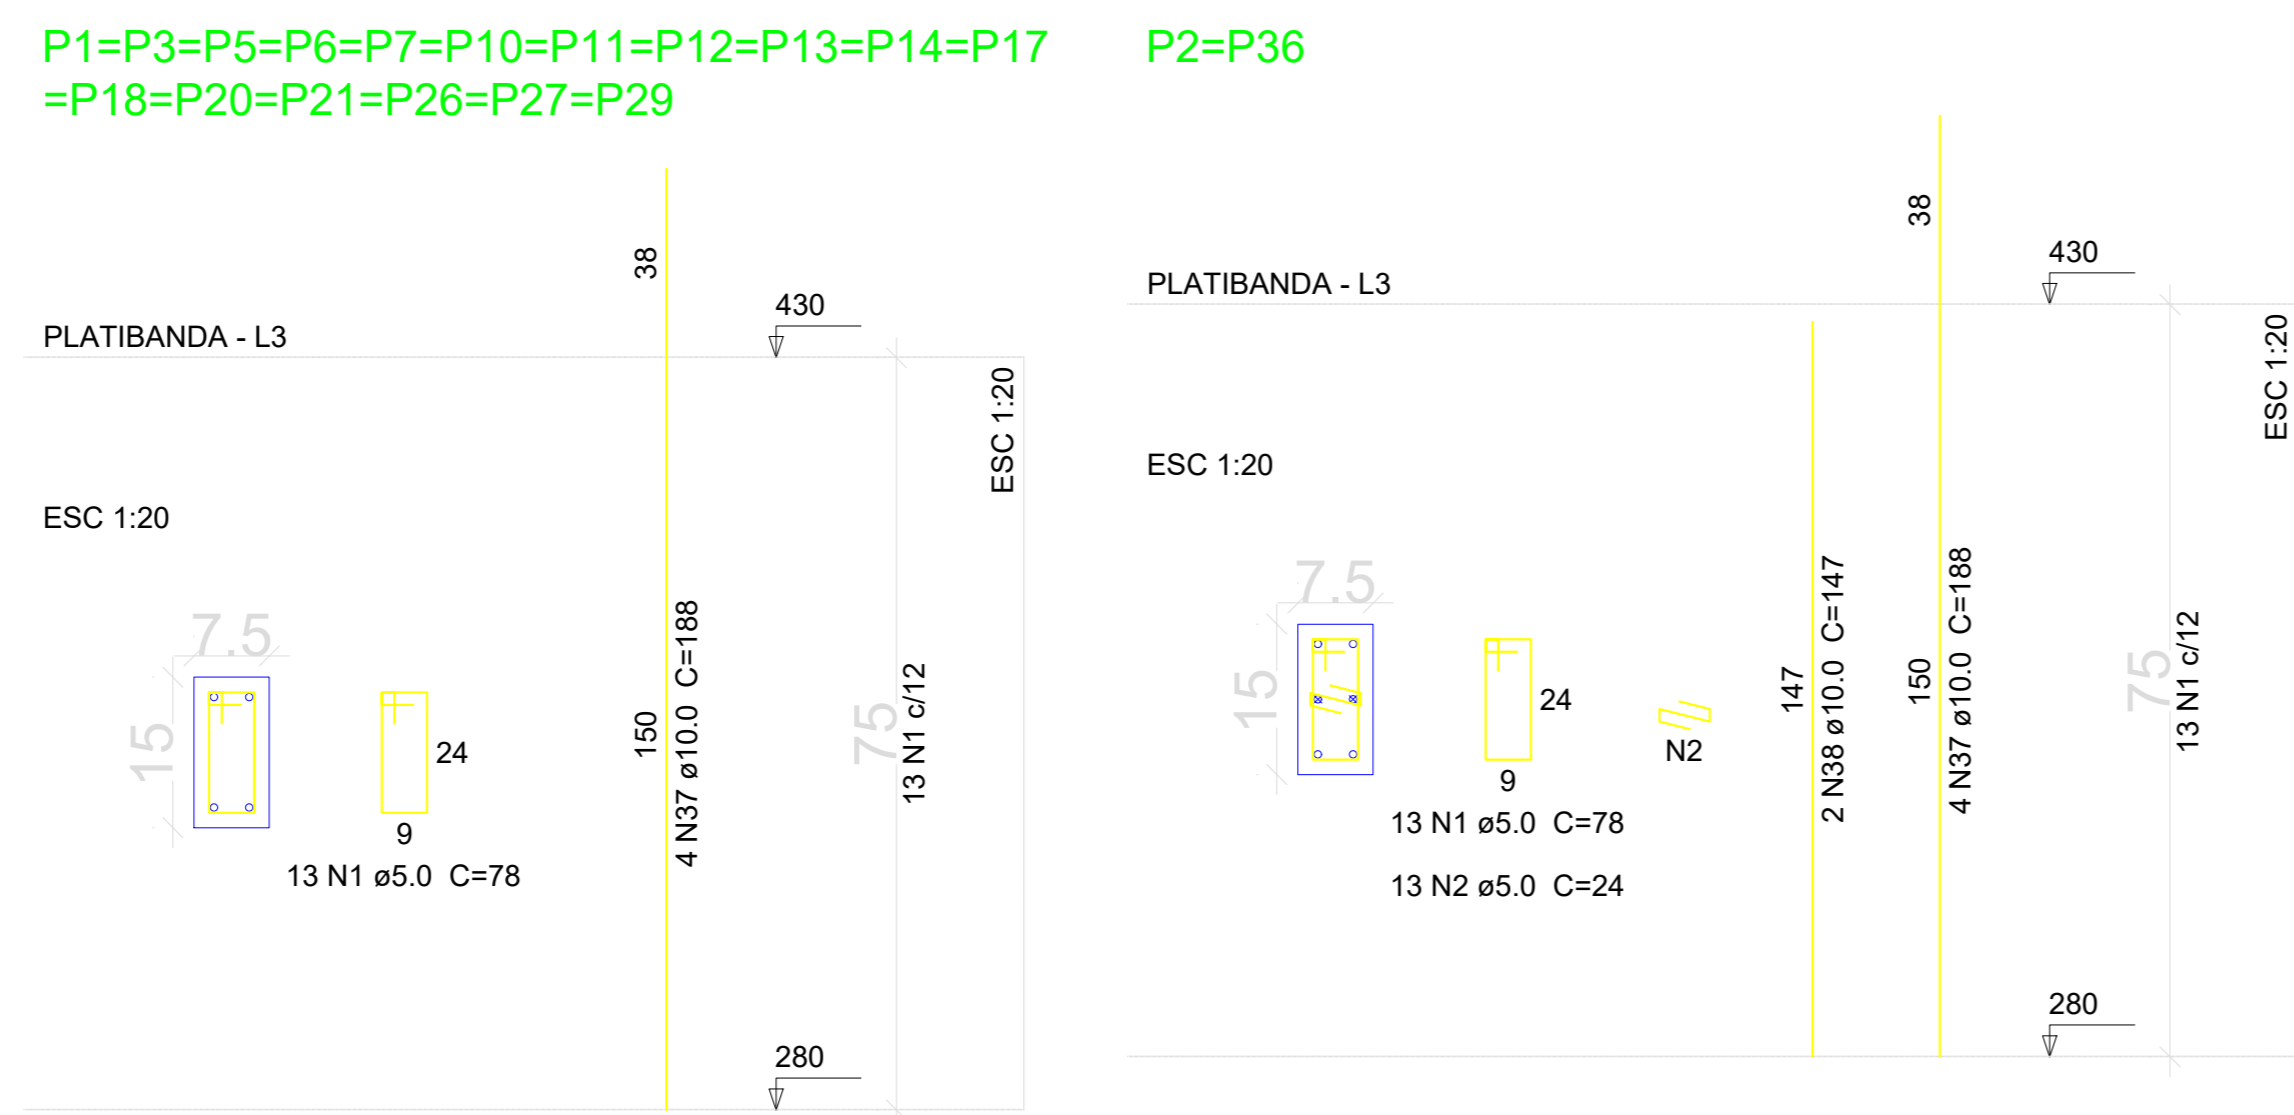 P1=P3=P5=P6=P7=P10=P11=P12=P13=P14=P17
=P18=P20=P21=P26=P27=P29
38
430
PLATIBANDA - L3
ESC 1:20
ESC 1:20
7.5
15
24
9
13 N1 ø5.0 C=78
150
4 N37 ø10.0 C=188
75
13 N1 c/12
280
P2=P36
38
430
PLATIBANDA - L3
ESC 1:20
ESC 1:20
7.5
15
24
9
N2
13 N1 ø5.0 C=78
13 N2 ø5.0 C=24
147
2 N38 ø10.0 C=147
150
4 N37 ø10.0 C=188
75
13 N1 c/12
280